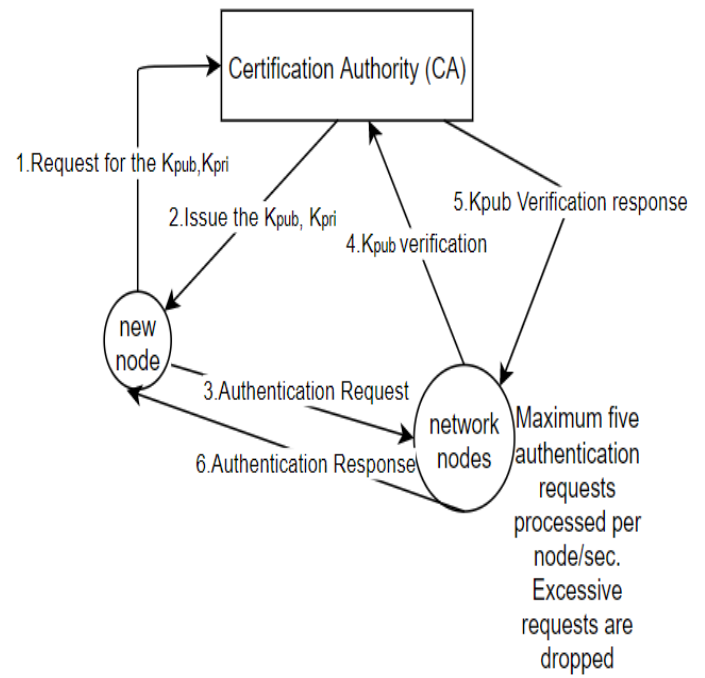 Certification Authority (CA)
1.Request for the Kpub,Kpri
2.Issue the Kpub, Kpri
5.Kpub Verification response
4.Kpub verification
new
node
3.Authentication Request
network
nodes
6.Authentication Response
Maximum five
authentication
requests
processed per
node/sec.
Excessive
requests are
dropped